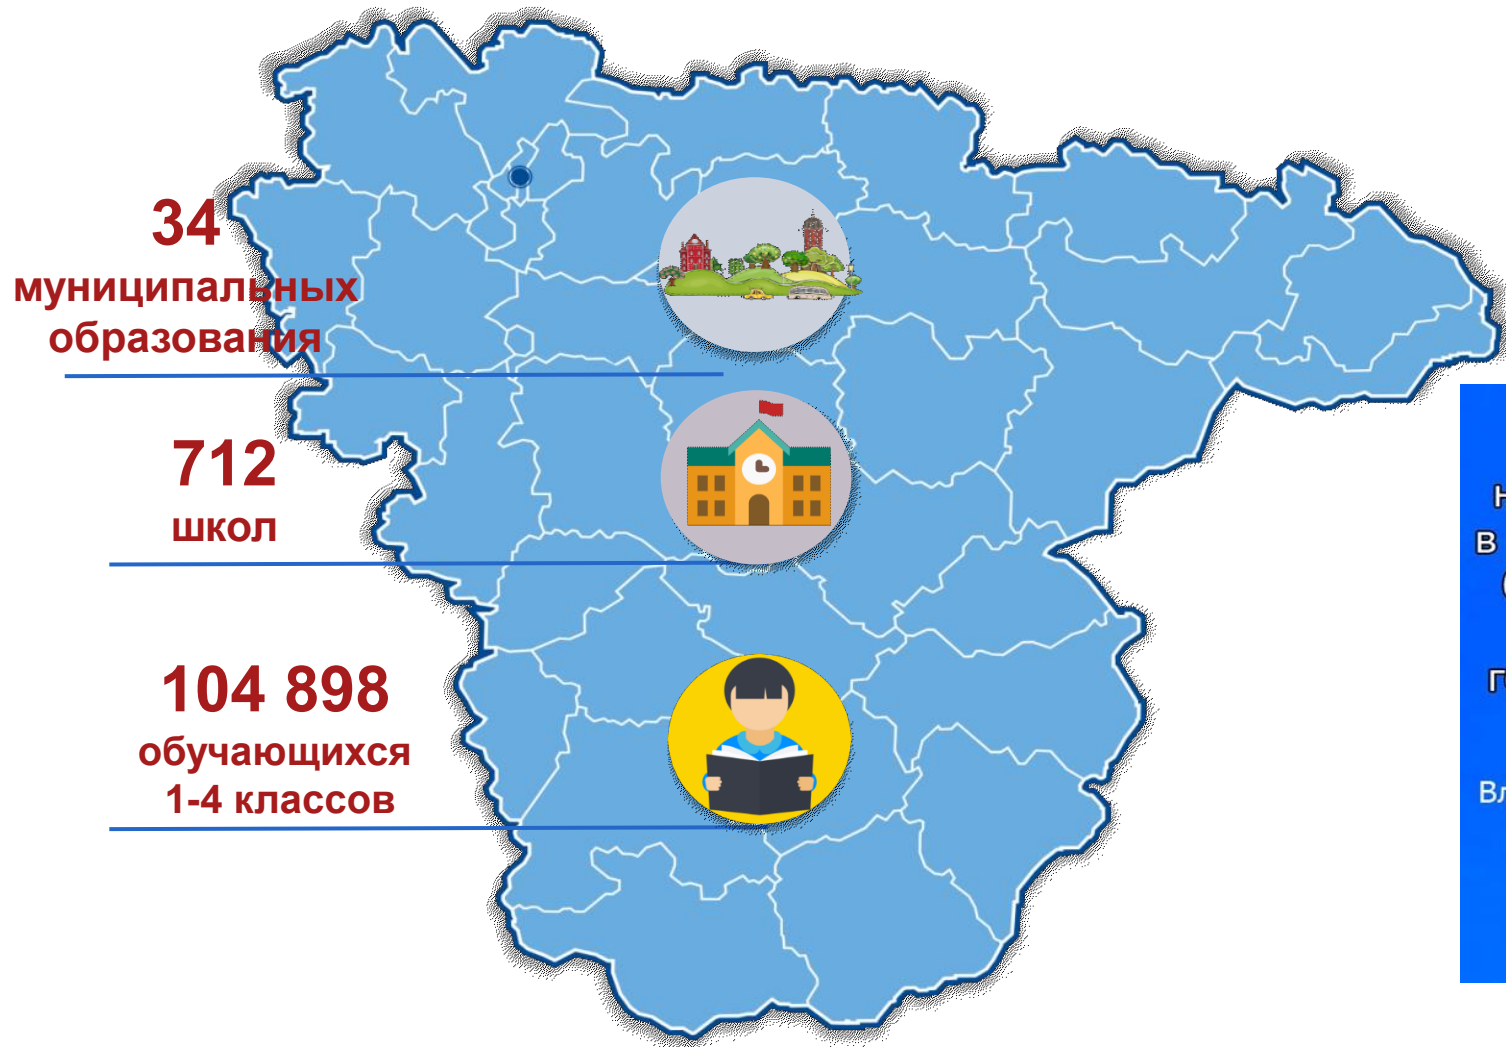 34
муниципальных
образования
712
школ
104 898
обучающихся
1-4 классов
В